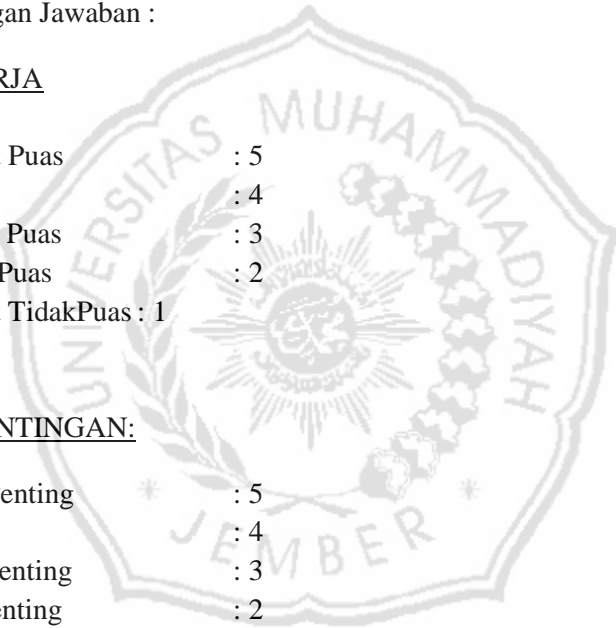 gan Jawaban :
RJA
Puas : 5
: 4
Puas : 3
Puas : 2
TidakPuas : 1
NTINGAN:
enting : 5
: 4
enting : 3
enting : 2
UNIVERSITAS MUHAMMADIYAH
* JEMBER *